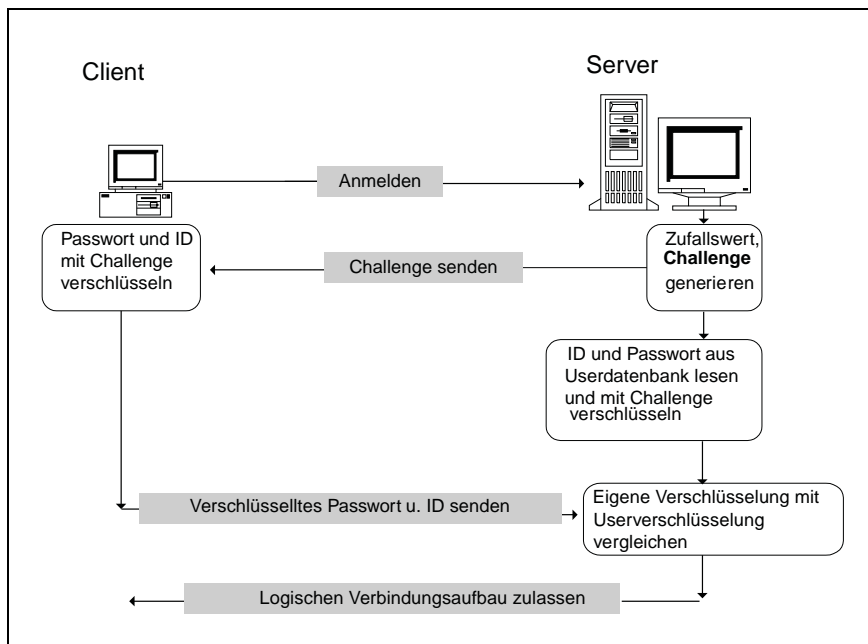 Client
Server
Anmelden
Passwort und ID
mit Challenge
verschlüsseln
Zufallswert,
Challenge
generieren
Challenge senden
ID und Passwort aus
Userdatenbank lesen
und mit Challenge
verschlüsseln
Verschlüsselltes Passwort u. ID senden
Eigene Verschlüsselung mit
Userverschlüsselung
vergleichen
Logischen Verbindungsaufbau zulassen